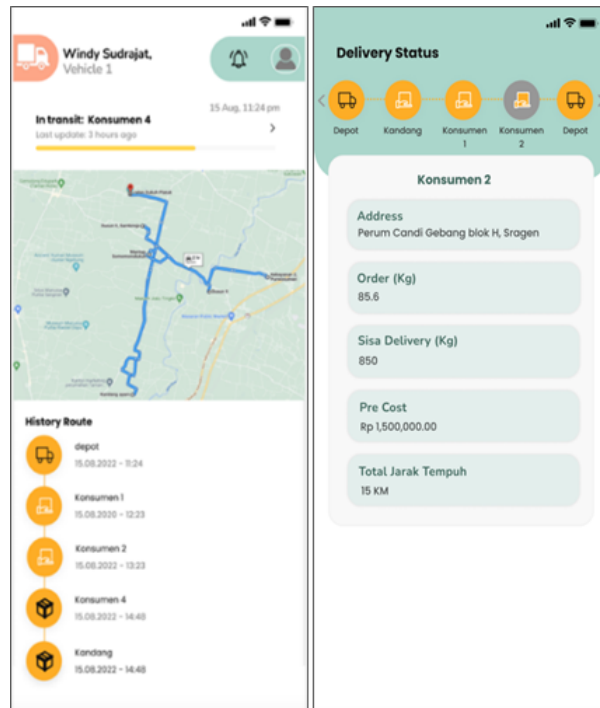 Windy Sudrajat,
Vehicle 1
15 Aug, 11:24 pm
In transit: Konsumen 4
Last update: 3 hours ago
History Route
depot
15.08.2022 - 11:24
Konsumen 1
15.08.2020 - 12:23
Konsumen 2
15.08.2022 - 13:23
Konsumen 4
15.08.2022 - 14:48
Kandang
15.08.2022 - 14:48
Delivery Status
Depot
Kandang
Konsumen
1
Konsumen
2
Depot
Konsumen 2
Address
Perum Candi Gebang blok H, Sragen
Order (Kg)
85.6
Sisa Delivery (Kg)
850
Pre Cost
Rp 1,500,000.00
Total Jarak Tempuh
15 KM